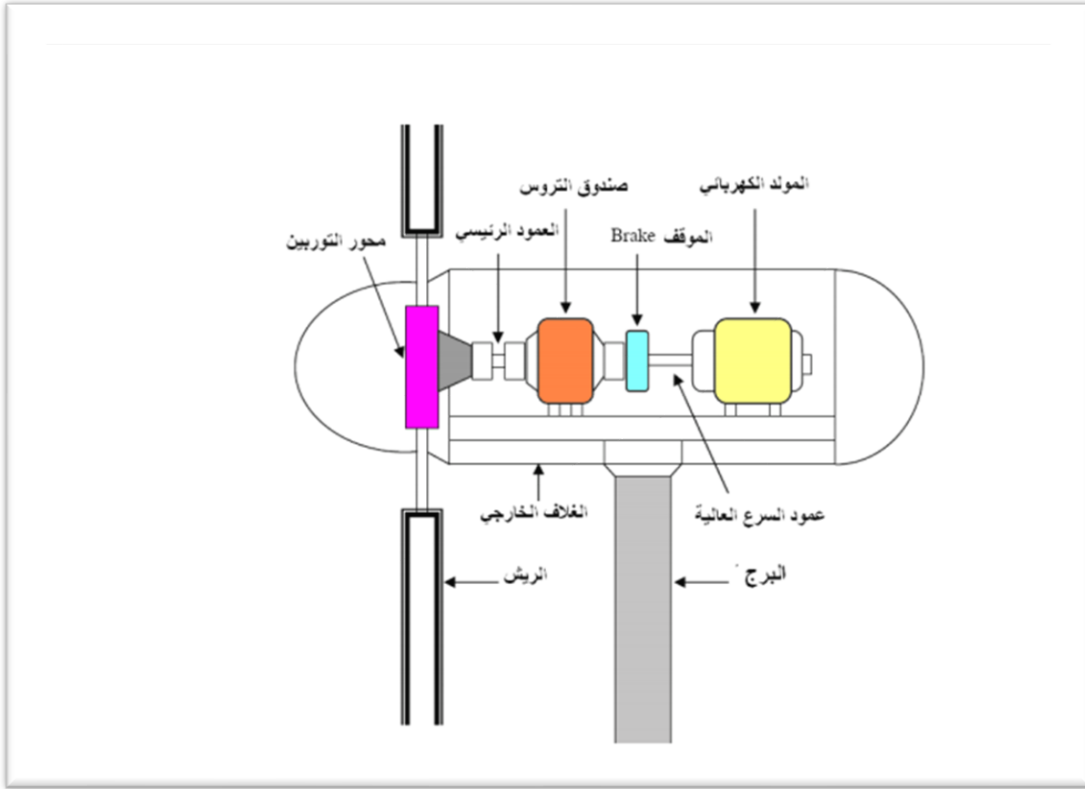 المولد الكهربائي
صندوق التروس
الموقف Brake
العمود الرئيسي
محور التوربين
الغلاف الخارجي
عمود السرع العالية
الريش
البرج